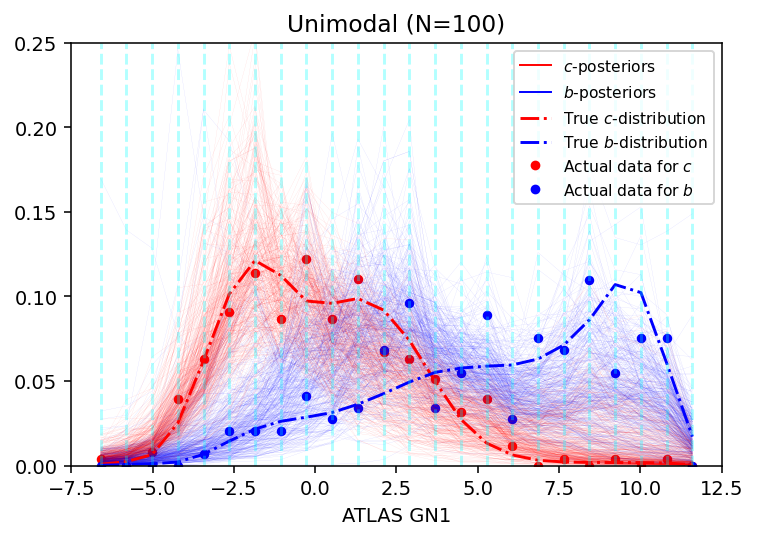 Unimodal (N=100)
0.25
0.20
0.15
0.10
0.05
0.00
c-posteriors
b-posteriors
True c-distribution
True b-distribution
Actual data for c
Actual data for b
−7.5 −5.0 −2.5 0.0 2.5 5.0 7.5 10.0 12.5
ATLAS GN1